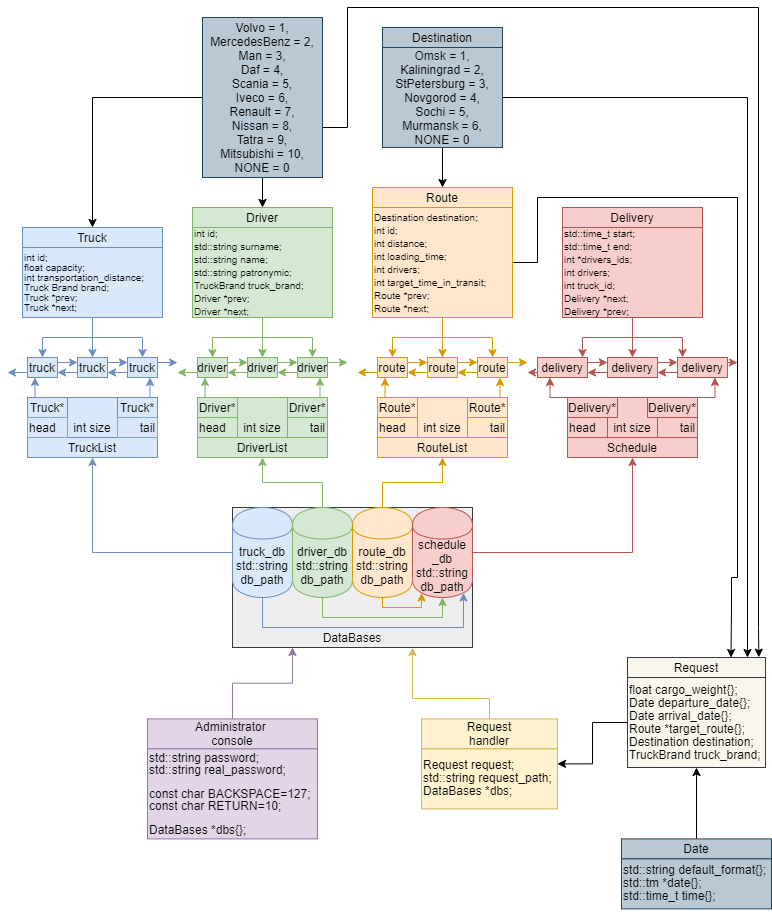 Volvo = 1,
MercedesBenz = 2,
Man = 3,
Daf = 4,
Scania = 5,
Iveco = 6,
Renault = 7,
Nissan = 8,
Tatra = 9,
Mitsubishi = 10,
NONE = 0
Destination
Omsk = 1,
Kaliningrad = 2,
StPetersburg = 3,
Novgorod = 4,
Sochi = 5,
Murmansk = 6,
NONE = 0
Truck
int id;
float capacity;
int transportation_distance;
Truck Brand brand;
Truck *prev;
Truck *next;
Driver
int id;
std::string surname;
std::string name;
std::string patronymic;
TruckBrand truck_brand;
Driver *prev;
Driver *next;
Route
Destination destination;
int id;
int distance;
int loading_time;
int drivers;
int target_time_in_transit;
Route *prev;
Route *next;
Delivery
std::time_t start;
std::time_t end;
int *drivers_ids;
int drivers;
int truck_id;
Delivery *next;
Delivery *prev;
truck truck truck
driver driver driver
route route route
delivery delivery delivery
Truck* Truck*
head int size tail
TruckList
Driver* Driver*
head int size tail
DriverList
Route* Route*
head int size tail
RouteList
Delivery* Delivery*
head int size tail
Schedule
truck_db
std::string
db_path
driver_db
std::string
db_path
route_db
std::string
db_path
schedule
_db
std::string
db_path
DataBases
Request
float cargo_weight{};
Date departure_date{};
Date arrival_date{};
Route *target_route{};
Destination destination;
TruckBrand truck_brand;
Administrator
console
std::string password;
std::string real_password;
const char BACKSPACE=127;
const char RETURN=10;
DataBases *dbs{};
Request
handler
Request request;
std::string request_path;
DataBases *dbs;
Date
std::string default_format{};
std::tm *date{};
std::time_t time{};